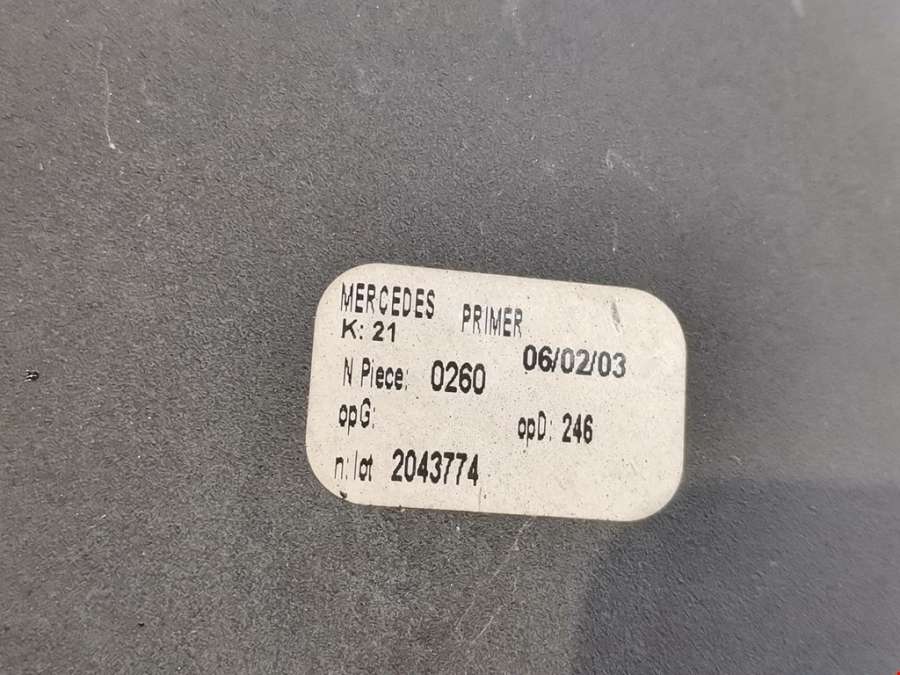 MERCEDES PRIMER
K: 21
06/02/03
N Piece: 0260
opG: opD: 246
n: lot 2043774